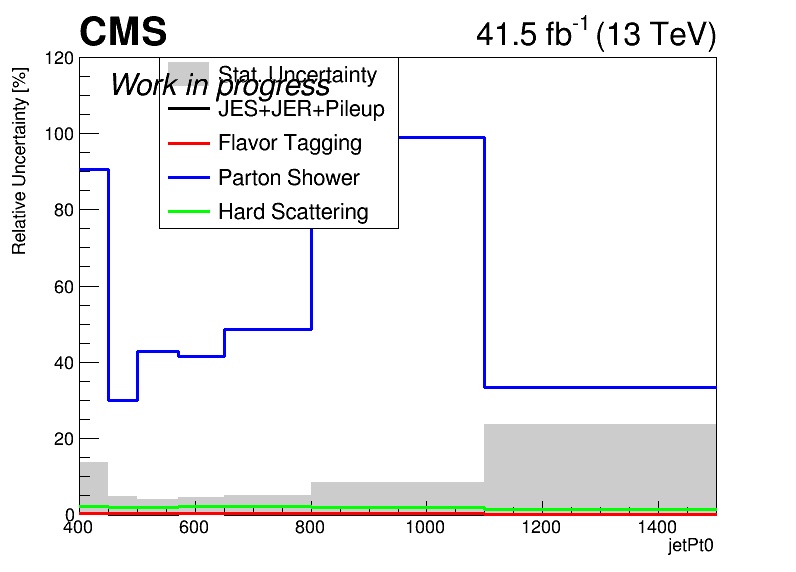 CMS
41.5 fb-1 (13 TeV)
Relative Uncertainty [%]
Work in progress
Stat. Uncertainty
JES+JER+Pileup
Flavor Tagging
Parton Shower
Hard Scattering
120
100
80
60
40
20
0
400 600 800 1000 1200 1400
jetPt0